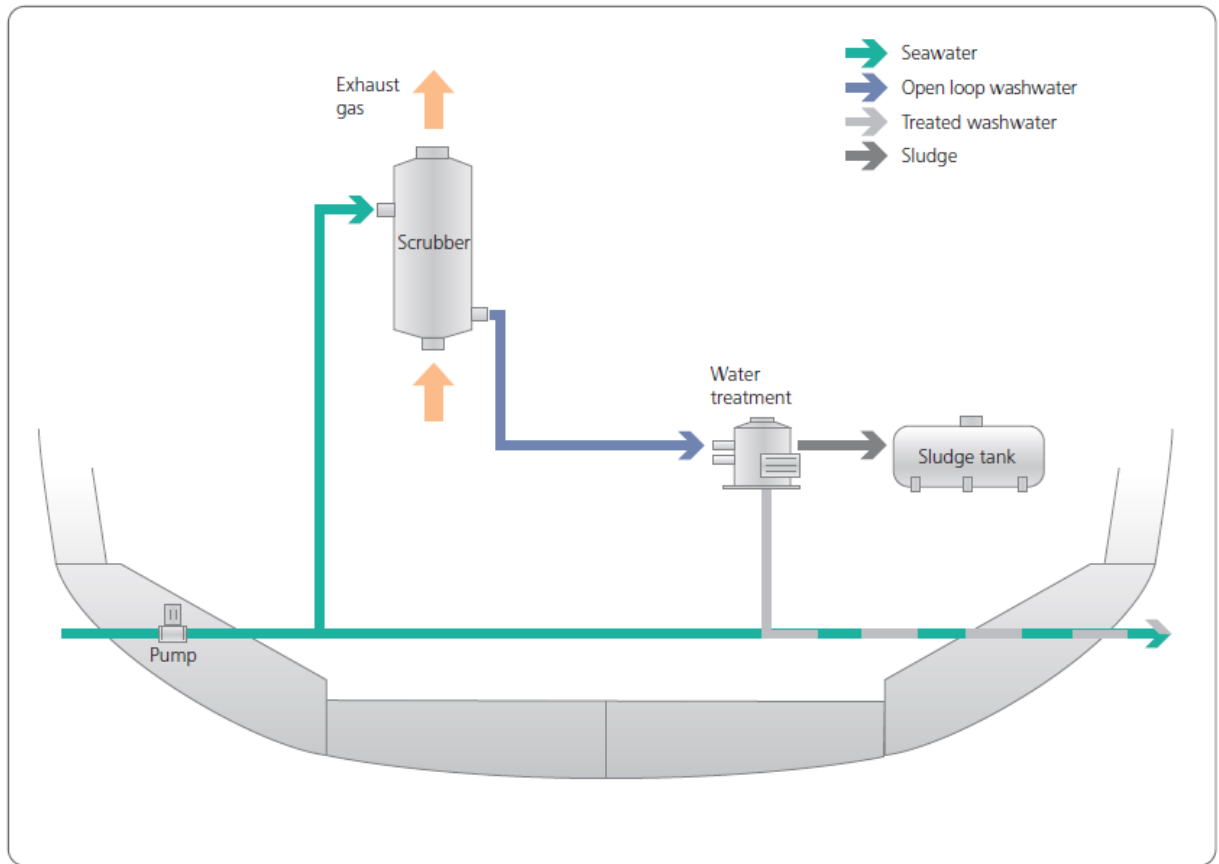 Seawater
Open loop washwater
Treated washwater
Sludge
Exhaust
gas
Scrubber
Water
treatment
Sludge tank
Pump